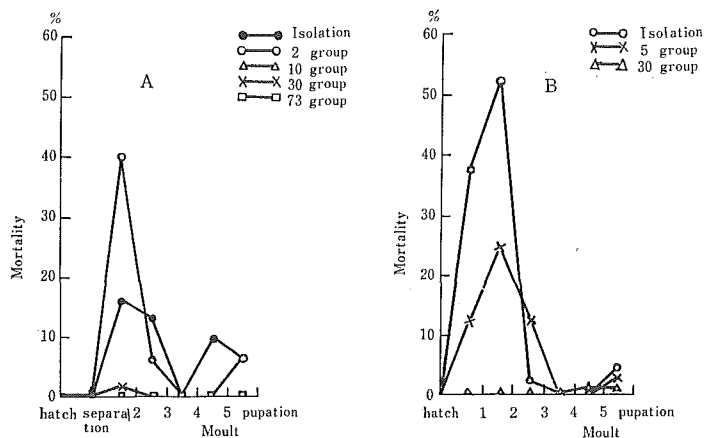 %
60
50
40
30
20
10
0
Mortality
A
Isolation
2 group
10 group
30 group
73 group
hatch separa 2 3 4 5 pupation
tion
Moult
%
60
50
40
30
20
10
0
Mortality
B
Isolation
5 group
30 group
hatch 1 2 3 4 5 pupation
Moult